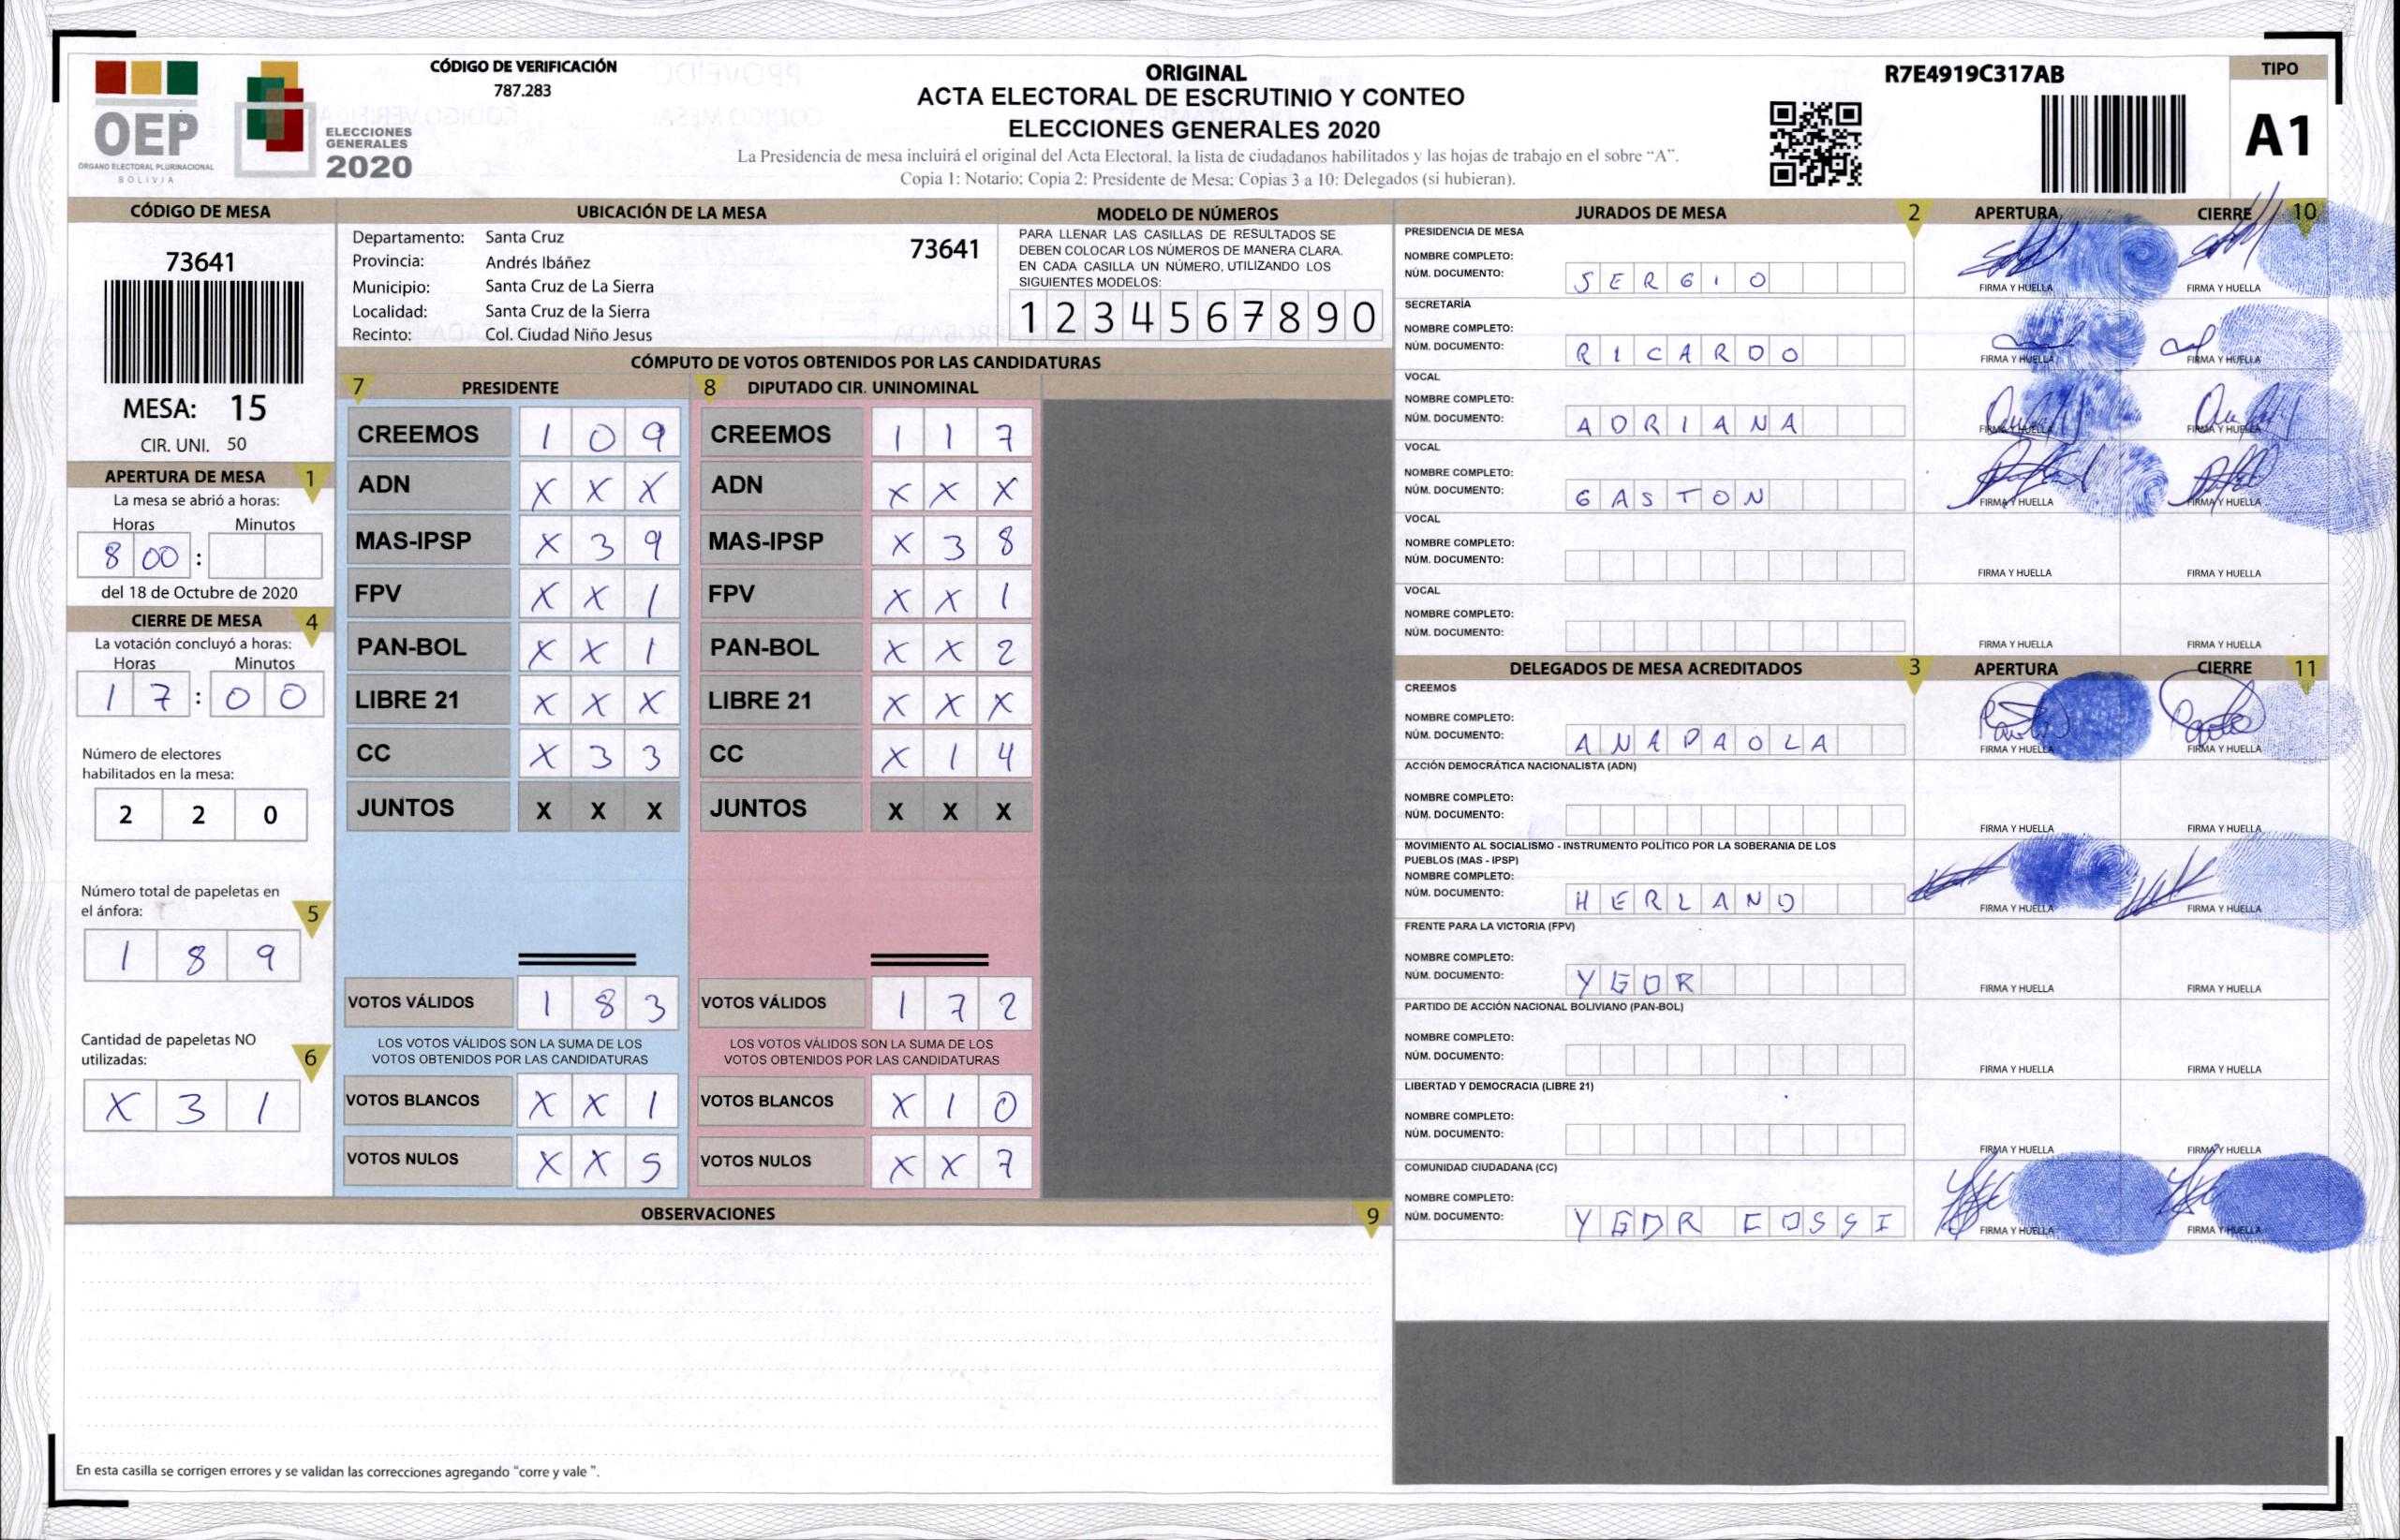 CÓDIGO DE VERIFICACIÓN
787.283
OEP
ÓRGANO ELECTORAL PLURINACIONAL
BOLIVIA
ELECCIONES
GENERALES
2020
ORIGINAL
ACTA ELECTORAL DE ESCRUTINIO Y CONTEO
ELECCIONES GENERALES 2020
La Presidencia de mesa incluirá el original del Acta Electoral, la lista de ciudadanos habilitados y las hojas de trabajo en el sobre “A”.
Copia 1: Notario; Copia 2: Presidente de Mesa; Copias 3 a 10: Delegados (si hubieran).
R7E4919C317AB
TIPO
A1
CÓDIGO DE MESA
73641
MESA: 15
CIR. UNI. 50
APERTURA DE MESA 1
La mesa se abrió a horas:
Horas Minutos
8 00 :
del 18 de Octubre de 2020
CIERRE DE MESA 4
La votación concluyó a horas:
Horas Minutos
1 7 : 0 0
Número de electores
habilitados en la mesa:
2 2 0
Número total de papeletas en
el ánfora: 5
1 8 9
Cantidad de papeletas NO
utilizadas: 6
X 3 1
UBICACIÓN DE LA MESA
Departamento: Santa Cruz
73641
Provincia: Andrés Ibáñez
Municipio: Santa Cruz de La Sierra
Localidad: Santa Cruz de la Sierra
Recinto: Col. Ciudad Niño Jesus
MODELO DE NÚMEROS
PARA LLENAR LAS CASILLAS DE RESULTADOS SE
DEBEN COLOCAR LOS NÚMEROS DE MANERA CLARA.
EN CADA CASILLA UN NÚMERO, UTILIZANDO LOS
SIGUIENTES MODELOS:
1 2 3 4 5 6 7 8 9 0
CÓMPUTO DE VOTOS OBTENIDOS POR LAS CANDIDATURAS
7 PRESIDENTE
CREEMOS 1 0 9
ADN X X X
MAS-IPSP X 3 9
FPV X X 1
PAN-BOL X X 1
LIBRE 21 X X X
CC X 3 3
JUNTOS X X X
VOTOS VÁLIDOS 1 8 3
LOS VOTOS VÁLIDOS SON LA SUMA DE LOS
VOTOS OBTENIDOS POR LAS CANDIDATURAS
VOTOS BLANCOS X X 1
VOTOS NULOS X X 5
8 DIPUTADO CIR. UNINOMINAL
CREEMOS 1 1 7
ADN X X X
MAS-IPSP X 3 8
FPV X X 1
PAN-BOL X X 2
LIBRE 21 X X X
CC X 1 4
JUNTOS X X X
VOTOS VÁLIDOS 1 7 2
LOS VOTOS VÁLIDOS SON LA SUMA DE LOS
VOTOS OBTENIDOS POR LAS CANDIDATURAS
VOTOS BLANCOS X 1 0
VOTOS NULOS X X 7
OBSERVACIONES 9
En esta casilla se corrigen errores y se validan las correcciones agregando “corre y vale ”.
JURADOS DE MESA 2 APERTURA CIERRE 10
PRESIDENCIA DE MESA
NOMBRE COMPLETO:
NÚM. DOCUMENTO: SERGIO
FIRMA Y HUELLA FIRMA Y HUELLA
SECRETARÍA
NOMBRE COMPLETO:
NÚM. DOCUMENTO: RICARDO
FIRMA Y HUELLA FIRMA Y HUELLA
VOCAL
NOMBRE COMPLETO:
NÚM. DOCUMENTO: ADRIANA
FIRMA Y HUELLA FIRMA Y HUELLA
VOCAL
NOMBRE COMPLETO:
NÚM. DOCUMENTO: GASTON
FIRMA Y HUELLA FIRMA Y HUELLA
VOCAL
NOMBRE COMPLETO:
NÚM. DOCUMENTO:
FIRMA Y HUELLA FIRMA Y HUELLA
VOCAL
NOMBRE COMPLETO:
NÚM. DOCUMENTO:
FIRMA Y HUELLA FIRMA Y HUELLA
DELEGADOS DE MESA ACREDITADOS 3 APERTURA CIERRE 11
CREEMOS
NOMBRE COMPLETO:
NÚM. DOCUMENTO: ANAPAOLA
FIRMA Y HUELLA FIRMA Y HUELLA
ACCIÓN DEMOCRÁTICA NACIONALISTA (ADN)
NOMBRE COMPLETO:
NÚM. DOCUMENTO:
FIRMA Y HUELLA FIRMA Y HUELLA
MOVIMIENTO AL SOCIALISMO - INSTRUMENTO POLÍTICO POR LA SOBERANIA DE LOS
PUEBLOS (MAS - IPSP)
NOMBRE COMPLETO:
NÚM. DOCUMENTO: HERLAND
FIRMA Y HUELLA FIRMA Y HUELLA
FRENTE PARA LA VICTORIA (FPV)
NOMBRE COMPLETO:
NÚM. DOCUMENTO: YGOR
FIRMA Y HUELLA FIRMA Y HUELLA
PARTIDO DE ACCIÓN NACIONAL BOLIVIANO (PAN-BOL)
NOMBRE COMPLETO:
NÚM. DOCUMENTO:
FIRMA Y HUELLA FIRMA Y HUELLA
LIBERTAD Y DEMOCRACIA (LIBRE 21)
NOMBRE COMPLETO:
NÚM. DOCUMENTO:
FIRMA Y HUELLA FIRMA Y HUELLA
COMUNIDAD CIUDADANA (CC)
NOMBRE COMPLETO:
NÚM. DOCUMENTO: YGOR COSSI
FIRMA Y HUELLA FIRMA Y HUELLA